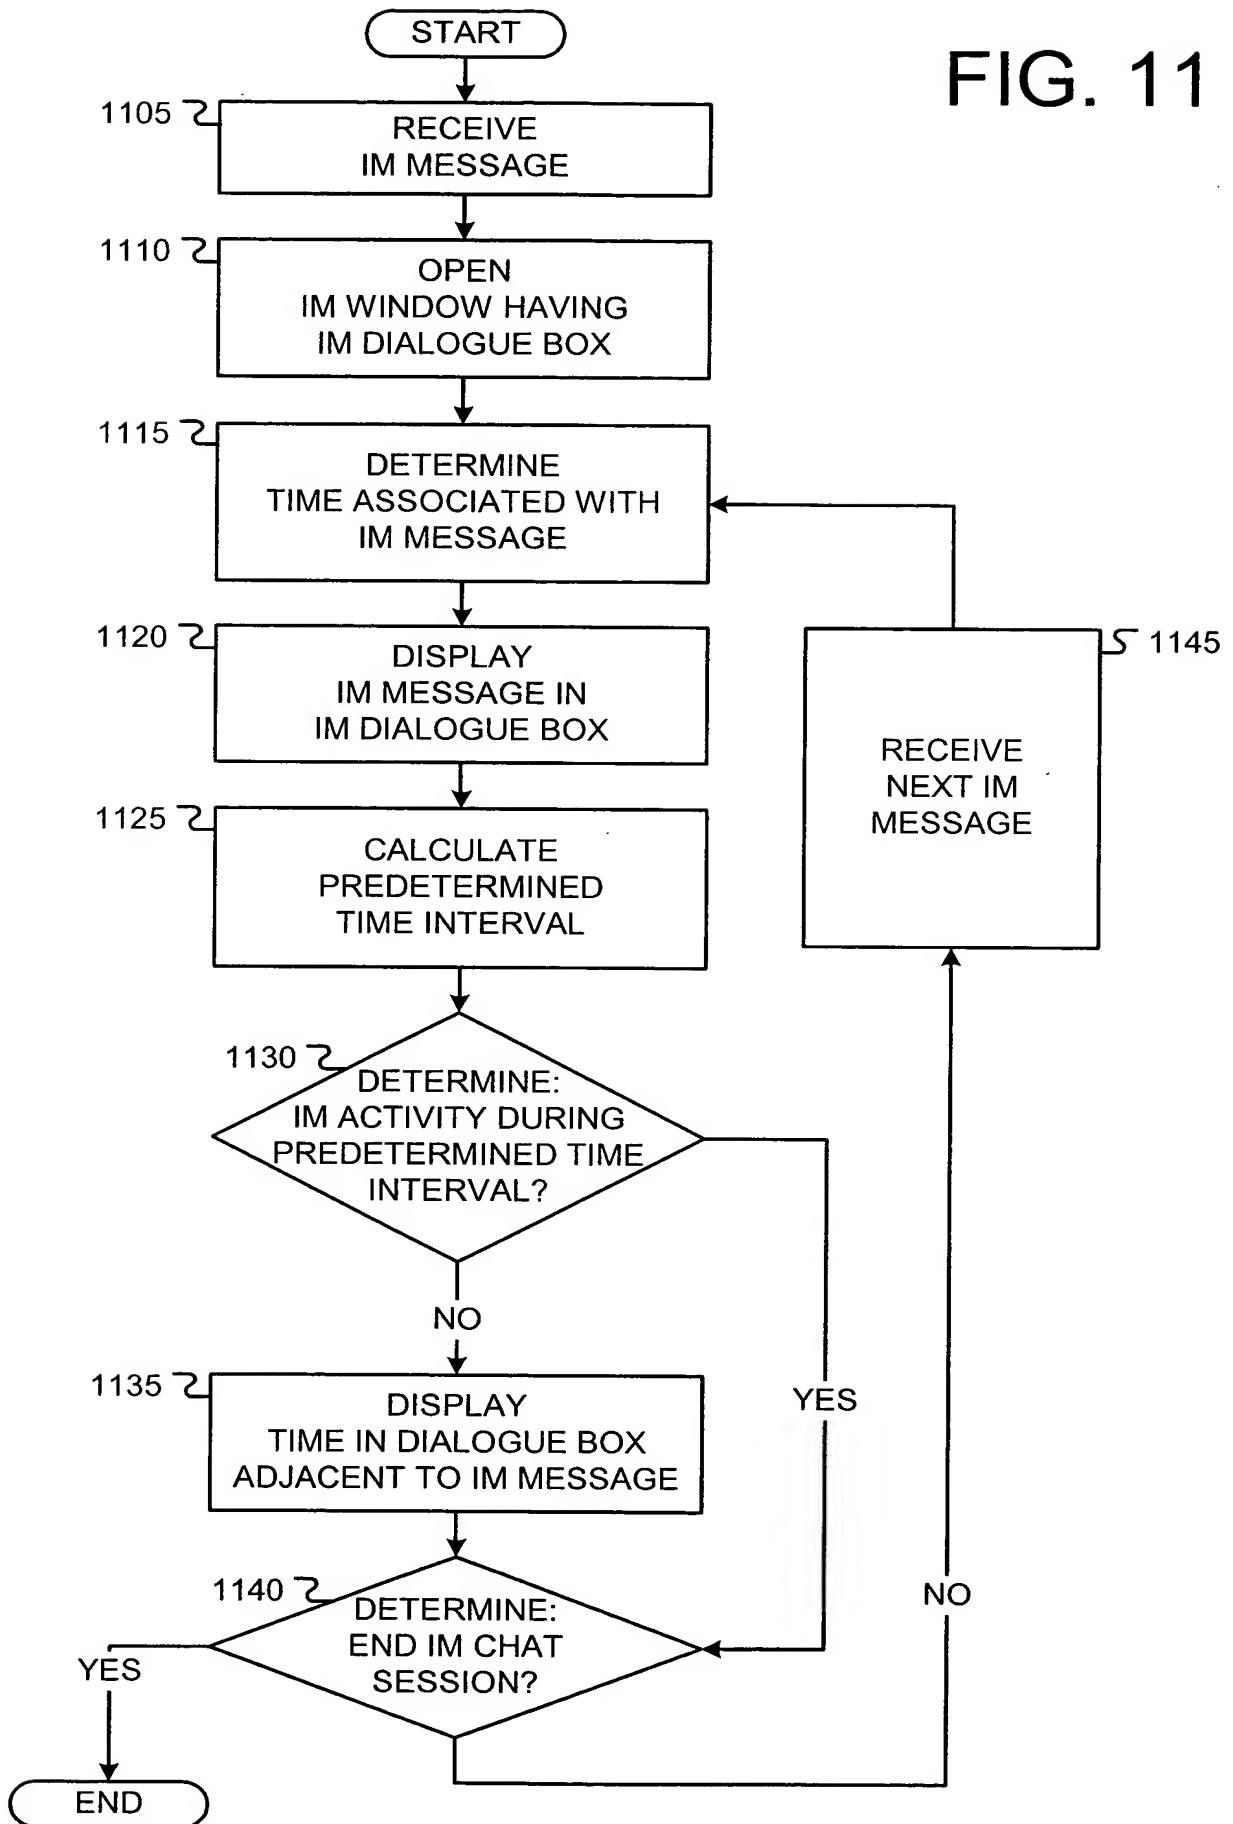 START
FIG. 11
1105
RECEIVE
IM MESSAGE
1110
OPEN
IM WINDOW HAVING
IM DIALOGUE BOX
1115
DETERMINE
TIME ASSOCIATED WITH
IM MESSAGE
1120
DISPLAY
IM MESSAGE IN
IM DIALOGUE BOX
1145
RECEIVE
NEXT IM
MESSAGE
1125
CALCULATE
PREDETERMINED
TIME INTERVAL
1130
DETERMINE:
IM ACTIVITY DURING
PREDETERMINED TIME
INTERVAL?
NO
YES
1135
DISPLAY
TIME IN DIALOGUE BOX
ADJACENT TO IM MESSAGE
1140
DETERMINE:
END IM CHAT
SESSION?
NO
YES
END